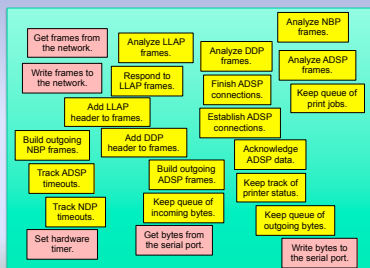 Get frames from
the network.
Write frames to
the network.
Analyze LLAP
frames.
Respond to
LLAP frames.
Analyze DDP
frames.
Analyze NBP
frames.
Analyze ADSP
frames.
Finish ADSP
connections.
Keep queue of
print jobs.
Add LLAP
header to frames.
Establish ADSP
connections.
Build outgoing
NBP frames.
Add DDP
header to frames.
Acknowledge
ADSP data.
Track ADSP
timeouts.
Build outgoing
ADSP frames.
Keep track of
printer status.
Track NDP
timeouts.
Keep queue of
incoming bytes.
Keep queue of
outgoing bytes.
Set hardware
timer.
Get bytes from
the serial port.
Write bytes to
the serial port.